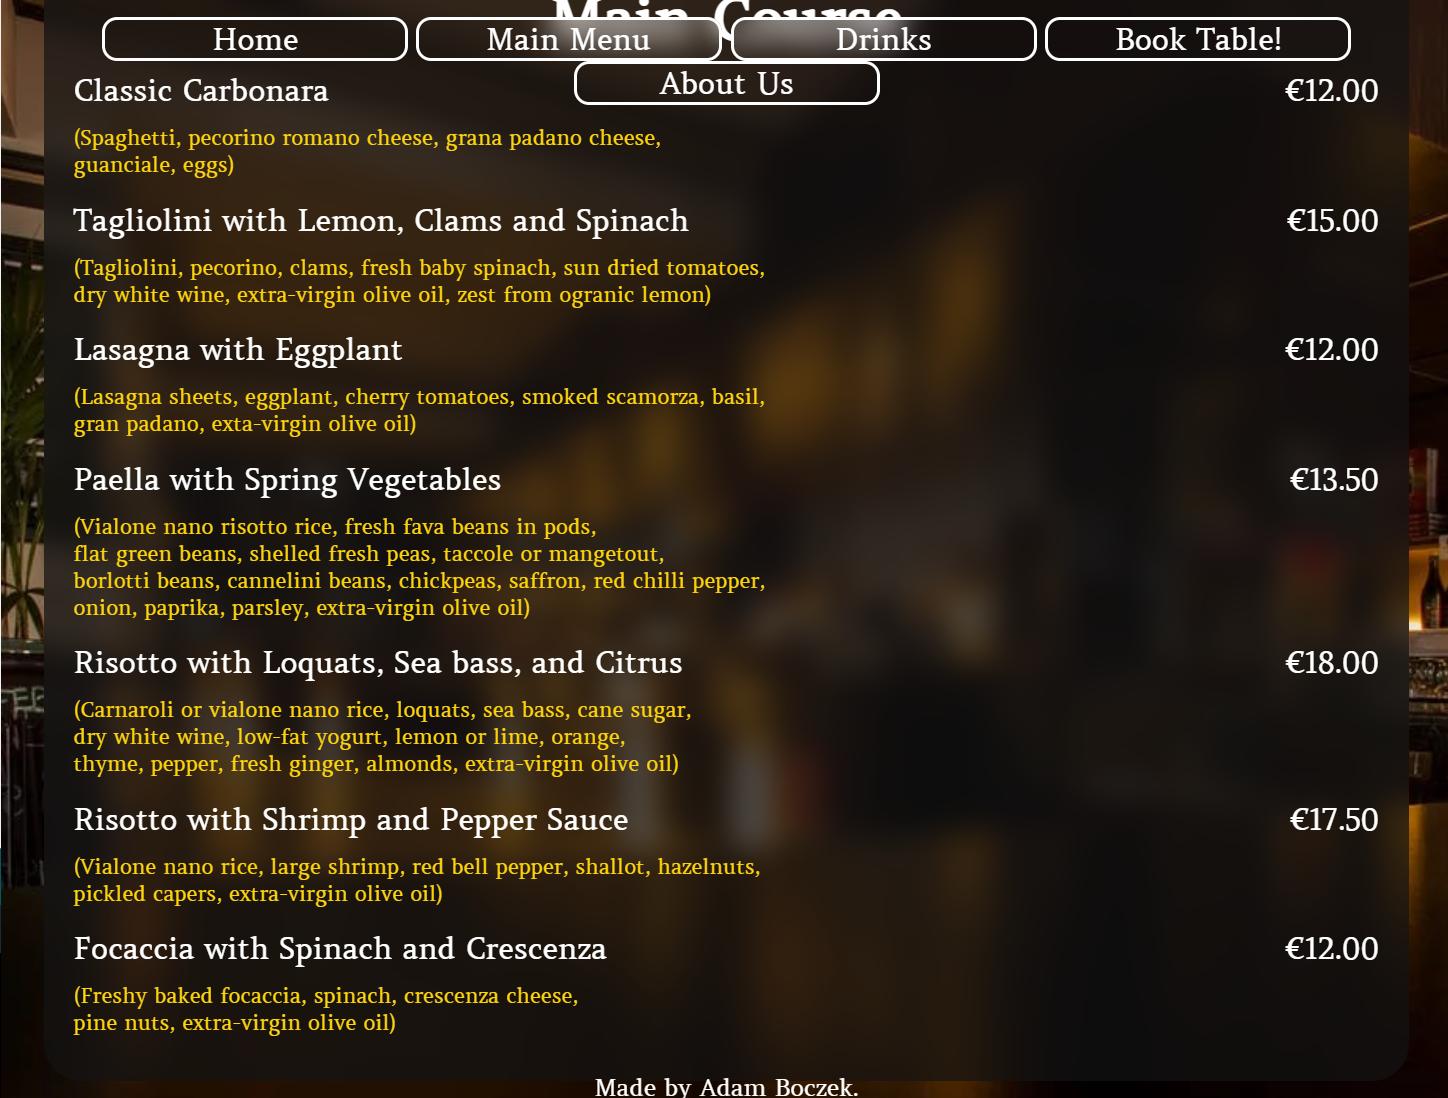 Main Course
Home
Main Menu
Drinks
Book Table!
About Us
Classic Carbonara
€12.00
(Spaghetti, pecorino romano cheese, grana padano cheese,
guanciale, eggs)
Tagliolini with Lemon, Clams and Spinach
€15.00
(Tagliolini, pecorino, clams, fresh baby spinach, sun dried tomatoes,
dry white wine, extra-virgin olive oil, zest from ogranic lemon)
Lasagna with Eggplant
€12.00
(Lasagna sheets, eggplant, cherry tomatoes, smoked scamorza, basil,
gran padano, exta-virgin olive oil)
Paella with Spring Vegetables
€13.50
(Vialone nano risotto rice, fresh fava beans in pods,
flat green beans, shelled fresh peas, taccole or mangetout,
borlotti beans, cannelini beans, chickpeas, saffron, red chilli pepper,
onion, paprika, parsley, extra-virgin olive oil)
Risotto with Loquats, Sea bass, and Citrus
€18.00
(Carnaroli or vialone nano rice, loquats, sea bass, cane sugar,
dry white wine, low-fat yogurt, lemon or lime, orange,
thyme, pepper, fresh ginger, almonds, extra-virgin olive oil)
Risotto with Shrimp and Pepper Sauce
€17.50
(Vialone nano rice, large shrimp, red bell pepper, shallot, hazelnuts,
pickled capers, extra-virgin olive oil)
Focaccia with Spinach and Crescenza
€12.00
(Freshy baked focaccia, spinach, crescenza cheese,
pine nuts, extra-virgin olive oil)
Made by Adam Boczek.